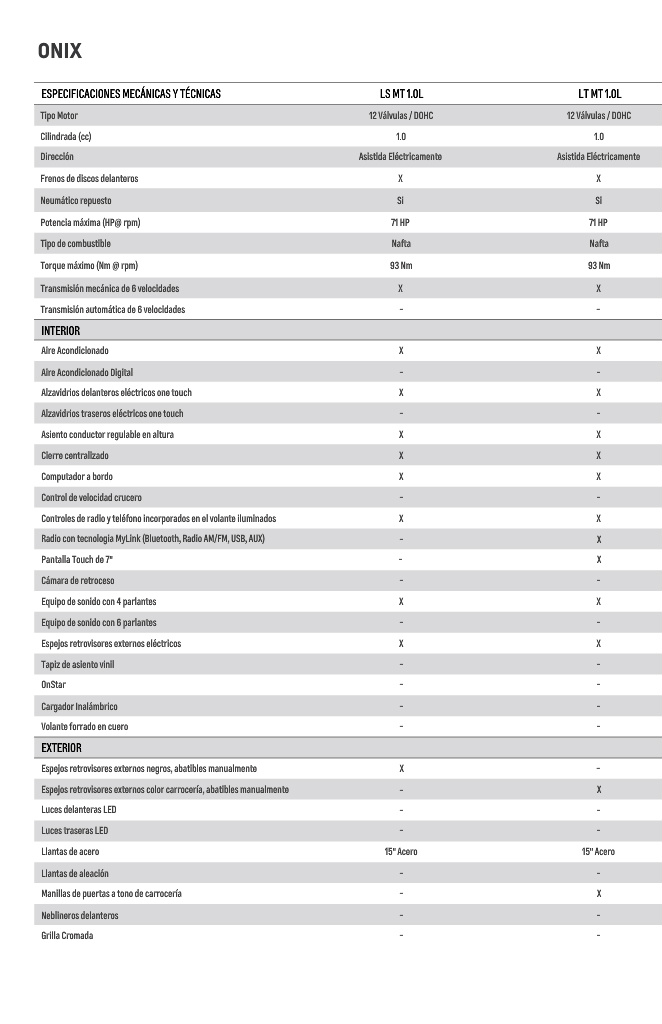 ONIX
ESPECIFICACIONES MECÁNICAS Y TÉCNICAS LS MT 1.0L LT MT 1.0L
Tipo Motor 12 Válvulas / DOHC 12 Válvulas / DOHC
Cilindrada (cc) 1.0 1.0
Dirección Asistida Eléctricamente Asistida Eléctricamente
Frenos de discos delanteros X X
Neumático repuesto Si Si
Potencia máxima (HP@ rpm) 71 HP 71 HP
Tipo de combustible Nafta Nafta
Torque máximo (Nm @ rpm) 93 Nm 93 Nm
Transmisión mecánica de 6 velocidades X X
Transmisión automática de 6 velocidades - -
INTERIOR
Aire Acondicionado X X
Aire Acondicionado Digital - -
Alzavidrios delanteros eléctricos one touch X X
Alzavidrios traseros eléctricos one touch - -
Asiento conductor regulable en altura X X
Cierre centralizado X X
Computador a bordo X X
Control de velocidad crucero - -
Controles de radio y teléfono incorporados en el volante iluminados X X
Radio con tecnología MyLink (Bluetooth, Radio AM/FM, USB, AUX) - X
Pantalla Touch de 7" - X
Cámara de retroceso - -
Equipo de sonido con 4 parlantes X X
Equipo de sonido con 6 parlantes - -
Espejos retrovisores externos eléctricos X X
Tapiz de asiento vinil - -
OnStar - -
Cargador Inalámbrico - -
Volante forrado en cuero - -
EXTERIOR
Espejos retrovisores externos negros, abatibles manualmente X -
Espejos retrovisores externos color carrocería, abatibles manualmente - X
Luces delanteras LED - -
Luces traseras LED - -
Llantas de acero 15" Acero 15" Acero
Llantas de aleación - -
Manillas de puertas a tono de carrocería - X
Neblineros delanteros - -
Grilla Cromada - -